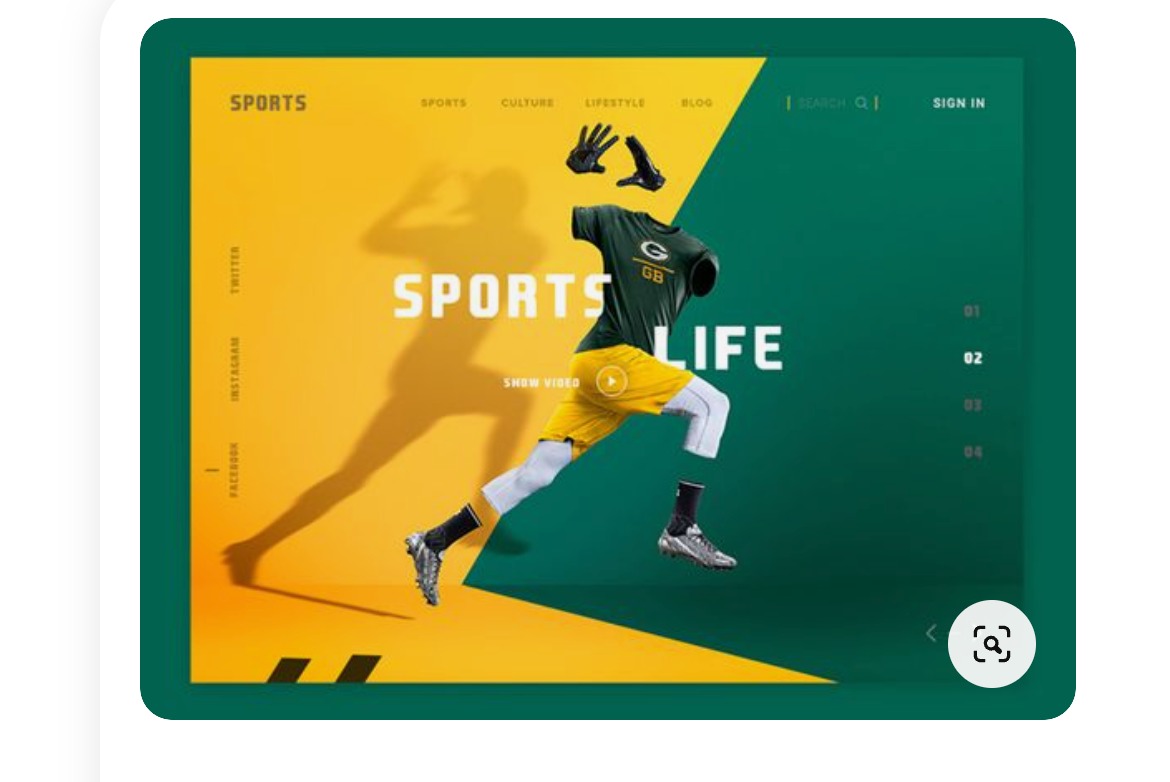 SPORTS
SPORTS CULTURE LIFESTYLE BLOG
SEARCH
SIGN IN
TWITTER
INSTAGRAM
FACEBOOK
G
GB
SPORTS
LIFE
SHOW VIDEO
01
02
03
04